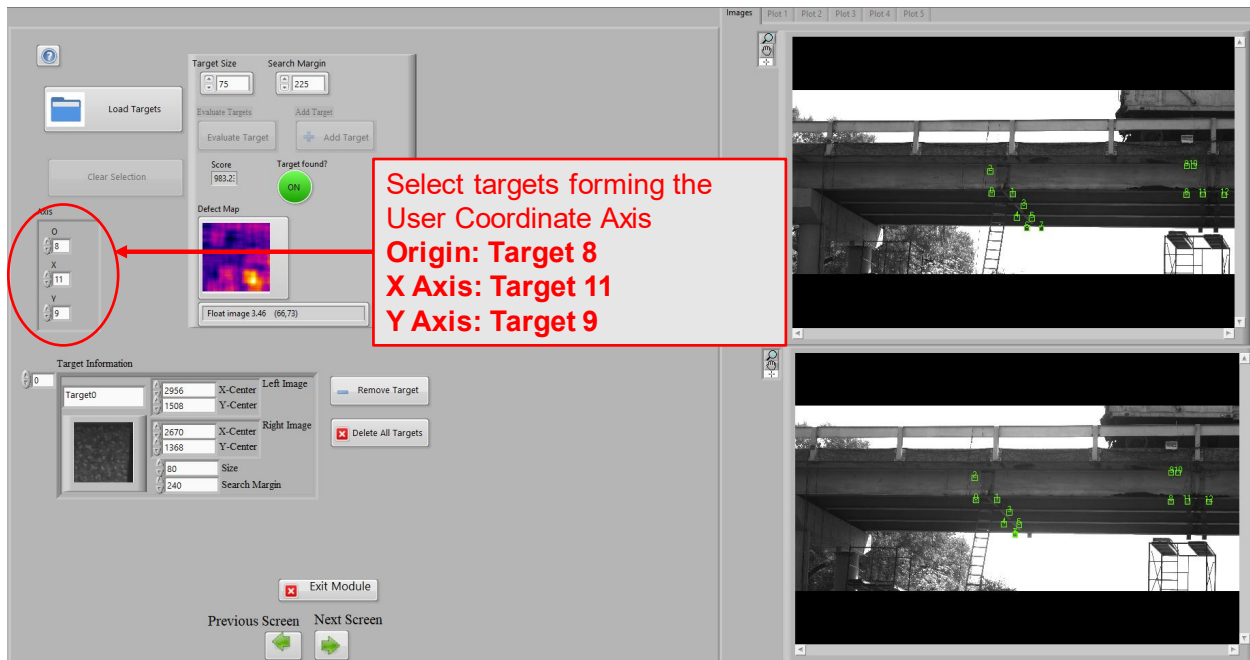 Images Plot 1 Plot 2 Plot 3 Plot 4 Plot 5
Target Size Search Margin
75 225
Load Targets
Evaluate Targets Add Target
Evaluate Target Add Target
Clear Selection
Score Target found?
983.2
ON
Defect Map
Axis
O
8
X
11
Y
9
Float image 3.46 (66,73)
Select targets forming the
User Coordinate Axis
Origin: Target 8
X Axis: Target 11
Y Axis: Target 9
Target Information
0
Target0
Left Image
2956 X-Center
1508 Y-Center
Right Image
2670 X-Center
1368 Y-Center
80 Size
240 Search Margin
Remove Target
Delete All Targets
Exit Module
Previous Screen Next Screen